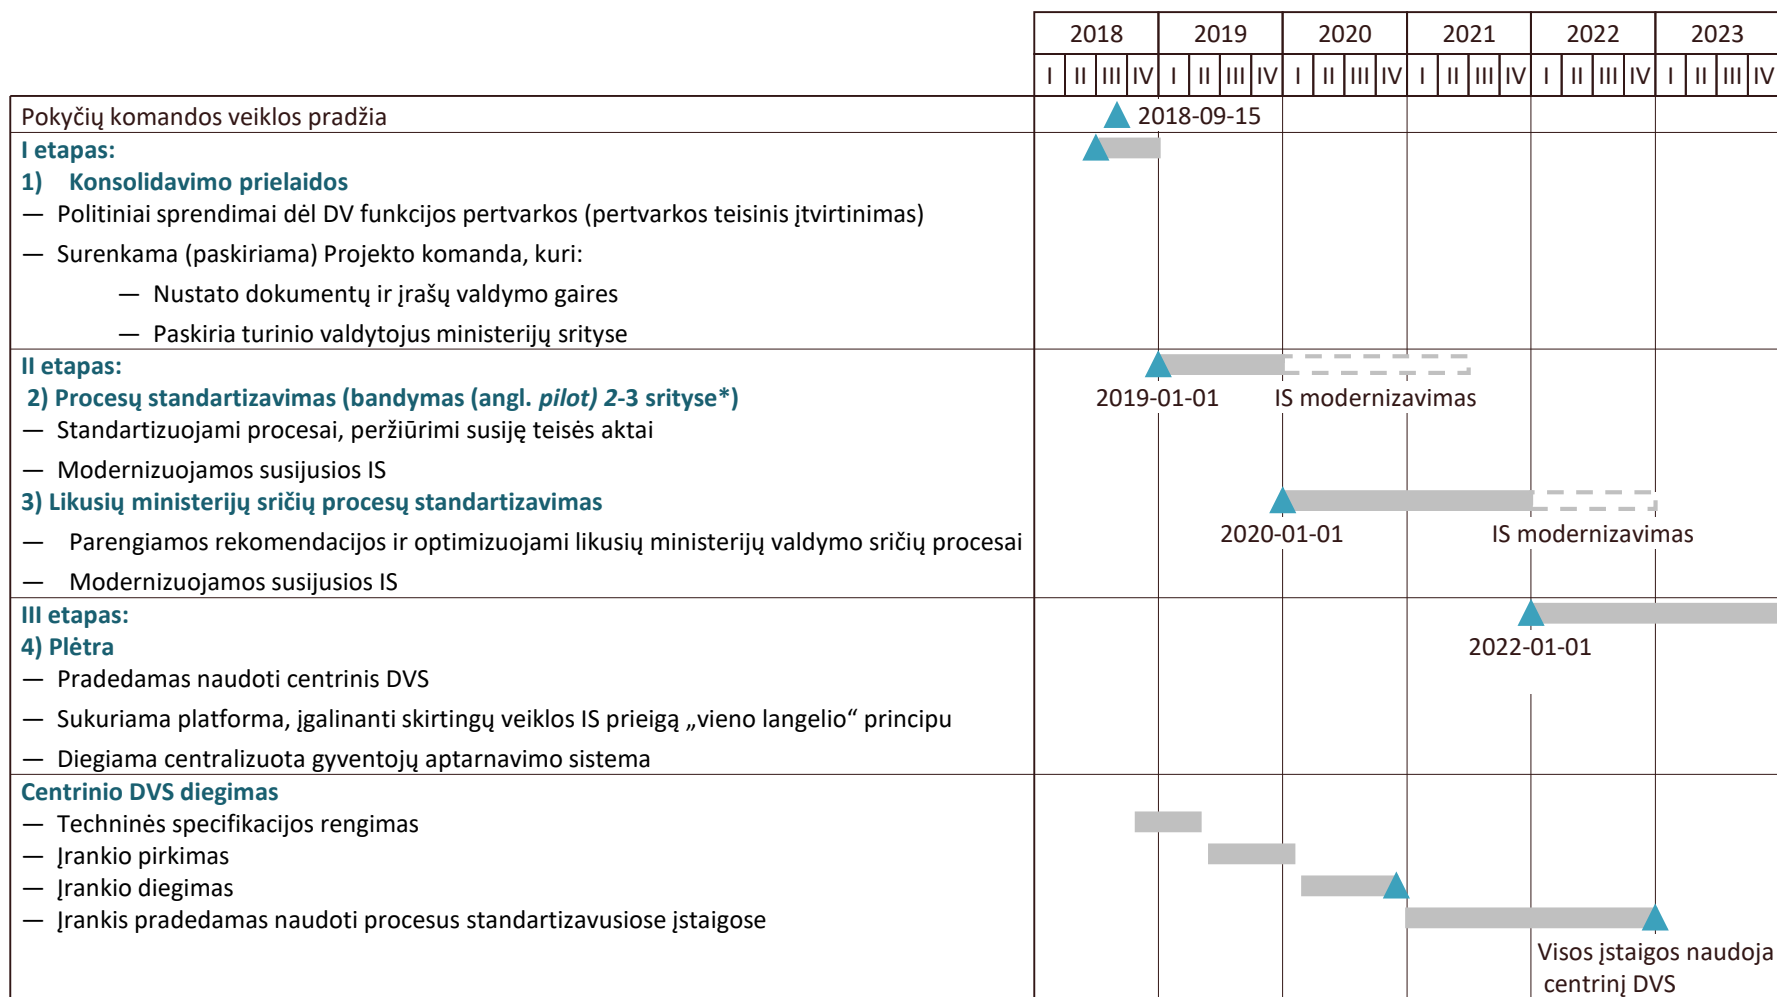 2018 2019 2020 2021 2022 2023
I II III IV I II III IV I II III IV I II III IV I II III IV I II III IV
Pokyčių komandos veiklos pradžia 2018-09-15
I etapas:
1) Konsolidavimo prielaidos
— Politiniai sprendimai dėl DV funkcijos pertvarkos (pertvarkos teisinis įtvirtinimas)
— Surenkama (paskiriama) Projekto komanda, kuri:
— Nustato dokumentų ir įrašų valdymo gaires
— Paskiria turinio valdytojus ministerijų srityse
II etapas:
2) Procesų standartizavimas (bandymas (angl. pilot) 2-3 srityse*) 2019-01-01 IS modernizavimas
— Standartizuojami procesai, peržiūrimi susiję teisės aktai
— Modernizuojamos susijusios IS
3) Likusių ministerijų sričių procesų standartizavimas
2020-01-01 IS modernizavimas
— Parengiamos rekomendacijos ir optimizuojami likusių ministerijų valdymo sričių procesai
— Modernizuojamos susijusios IS
III etapas:
4) Plėtra 2022-01-01
— Pradedamas naudoti centrinis DVS
— Sukuriama platforma, įgalinanti skirtingų veiklos IS prieigą „vieno langelio“ principu
— Diegiama centralizuota gyventojų aptarnavimo sistema
Centrinio DVS diegimas
— Techninės specifikacijos rengimas
— Įrankio pirkimas
— Įrankio diegimas
— Įrankis pradedamas naudoti procesus standartizavusiose įstaigose
Visos įstaigos naudoja
centrinį DVS